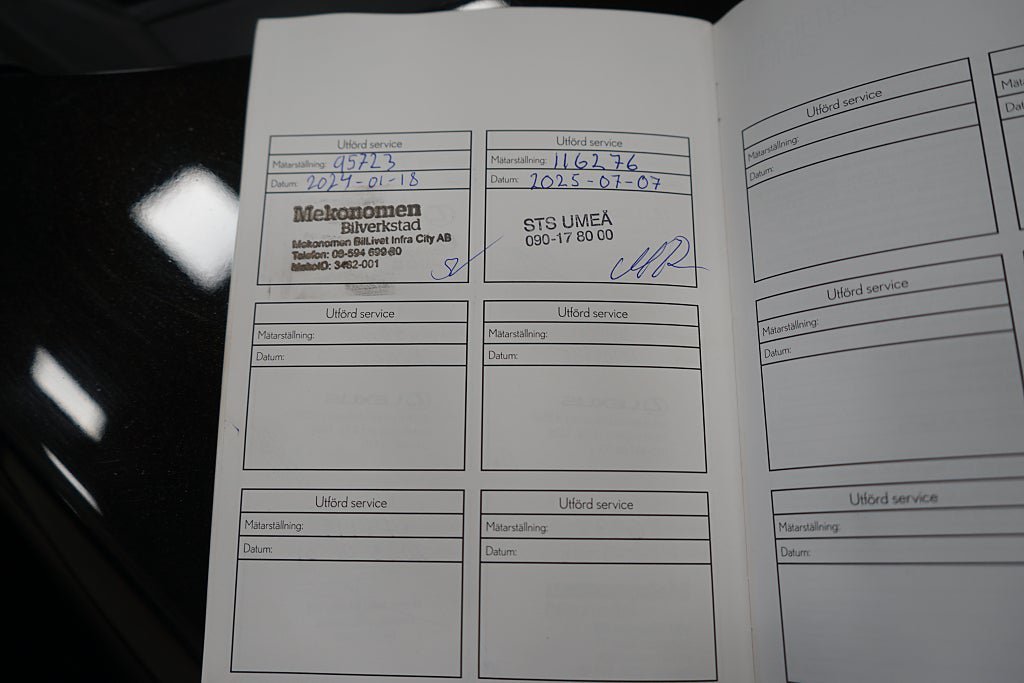 Utförd service
Mätarställning: 95723
Datum: 2024-01-18
Mekonomen
Bilverkstad
Mekonomen BilLivet Infra City AB
Telefon: 08-594 699 80
MekoID: 3482-001
Utförd service
Mätarställning: 116276
Datum: 2025-07-07
STS UMEÅ
090-17 80 00
Utförd service
Mätarställning:
Datum:
Utförd service
Mätarställning:
Datum:
Utförd service
Mätarställning:
Datum:
Utförd service
Mätarställning:
Datum:
Utförd service
Mätarställning:
Datum:
Utförd service
Mätarställning:
Datum:
Utförd service
Mätarställning:
Datum: